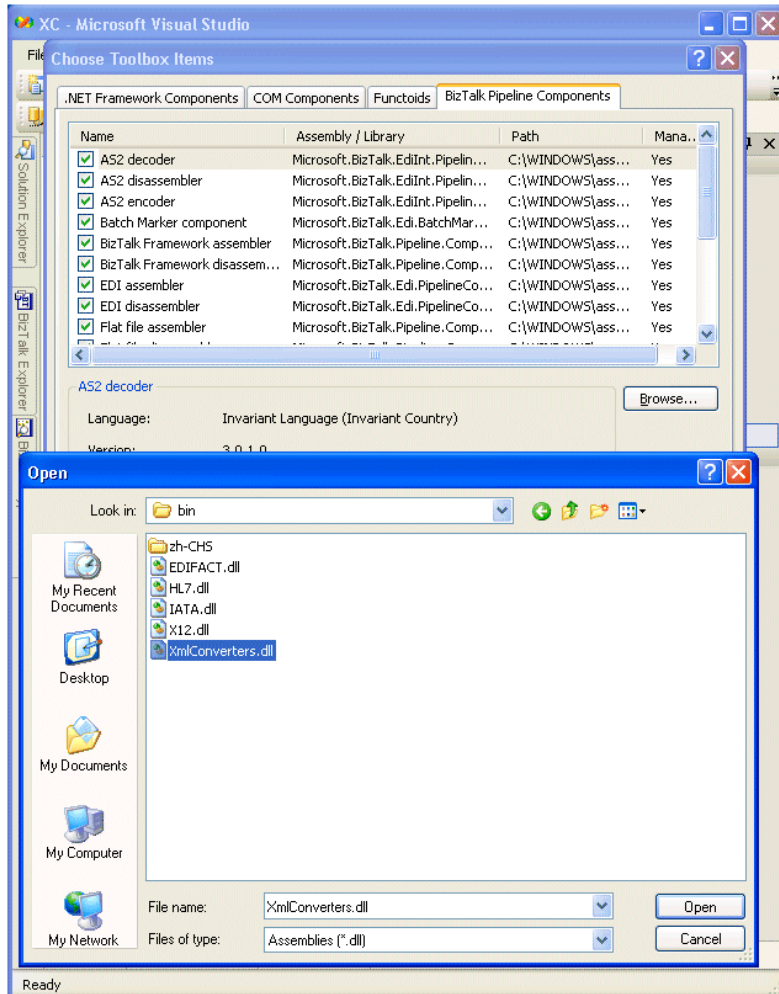 XC - Microsoft Visual Studio
File
Choose Toolbox Items
.NET Framework Components COM Components Functoids BizTalk Pipeline Components
Name Assembly / Library Path Mana..
AS2 decoder Microsoft.BizTalk.EdiInt.Pipelin... C:\WINDOWS\ass... Yes
AS2 disassembler Microsoft.BizTalk.EdiInt.Pipelin... C:\WINDOWS\ass... Yes
AS2 encoder Microsoft.BizTalk.EdiInt.Pipelin... C:\WINDOWS\ass... Yes
Batch Marker component Microsoft.BizTalk.Edi.BatchMar... C:\WINDOWS\ass... Yes
BizTalk Framework assembler Microsoft.BizTalk.Pipeline.Comp... C:\WINDOWS\ass... Yes
BizTalk Framework disassem... Microsoft.BizTalk.Pipeline.Comp... C:\WINDOWS\ass... Yes
EDI assembler Microsoft.BizTalk.Edi.PipelineCo... C:\WINDOWS\ass... Yes
EDI disassembler Microsoft.BizTalk.Edi.PipelineCo... C:\WINDOWS\ass... Yes
Flat file assembler Microsoft.BizTalk.Pipeline.Comp... C:\WINDOWS\ass... Yes
Solution Explorer
BizTalk Explorer
AS2 decoder
Browse...
Language: Invariant Language (Invariant Country)
Version: 3.0.1.0
Open
Look in: bin
zh-CHS
EDIFACT.dll
HL7.dll
IATA.dll
X12.dll
XmlConverters.dll
My Recent
Documents
Desktop
My Documents
My Computer
My Network
File name: XmlConverters.dll Open
Files of type: Assemblies (*.dll) Cancel
Ready